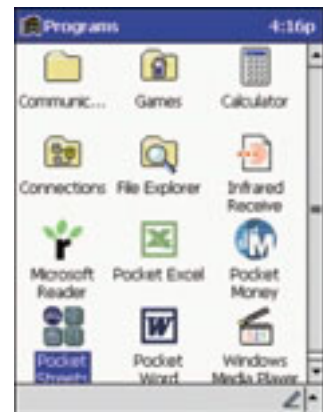 Programs 4:16p
Communic... Games Calculator
Connections File Explorer Infrared
Receive
Microsoft Pocket Excel Pocket
Reader Money
Pocket Pocket Windows
Streets Word Media Player